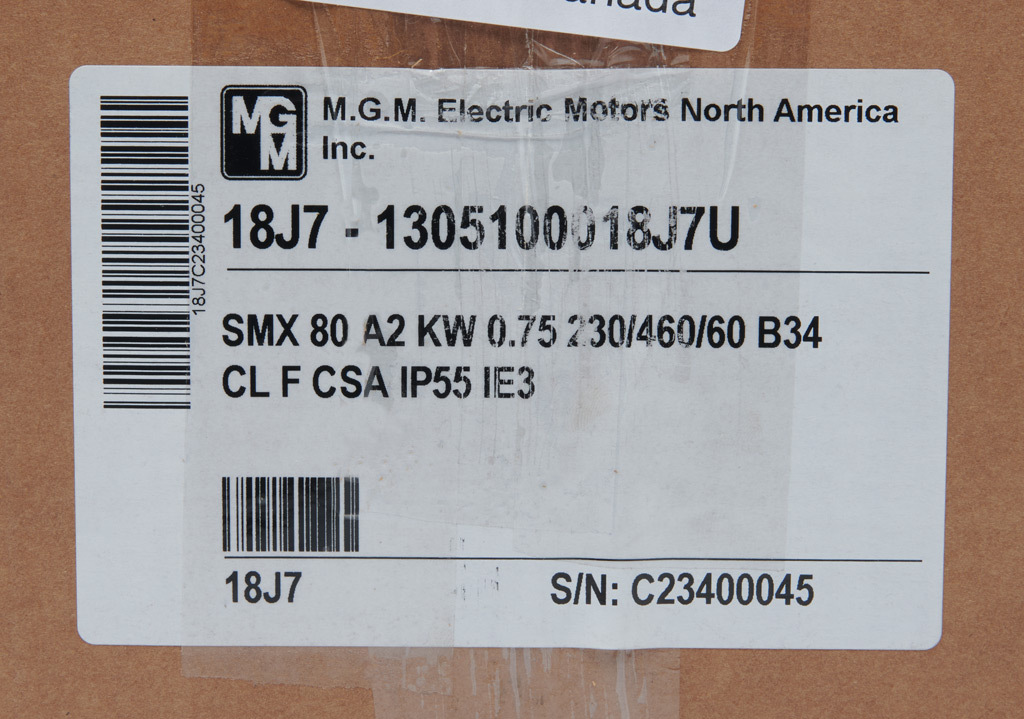 Canada
MGM
M.G.M. Electric Motors North America
Inc.
18J7 - 1305100018J7U
18J7C23400045
SMX 80 A2 KW 0.75 230/460/60 B34
CL F CSA IP55 IE3
18J7
S/N: C23400045